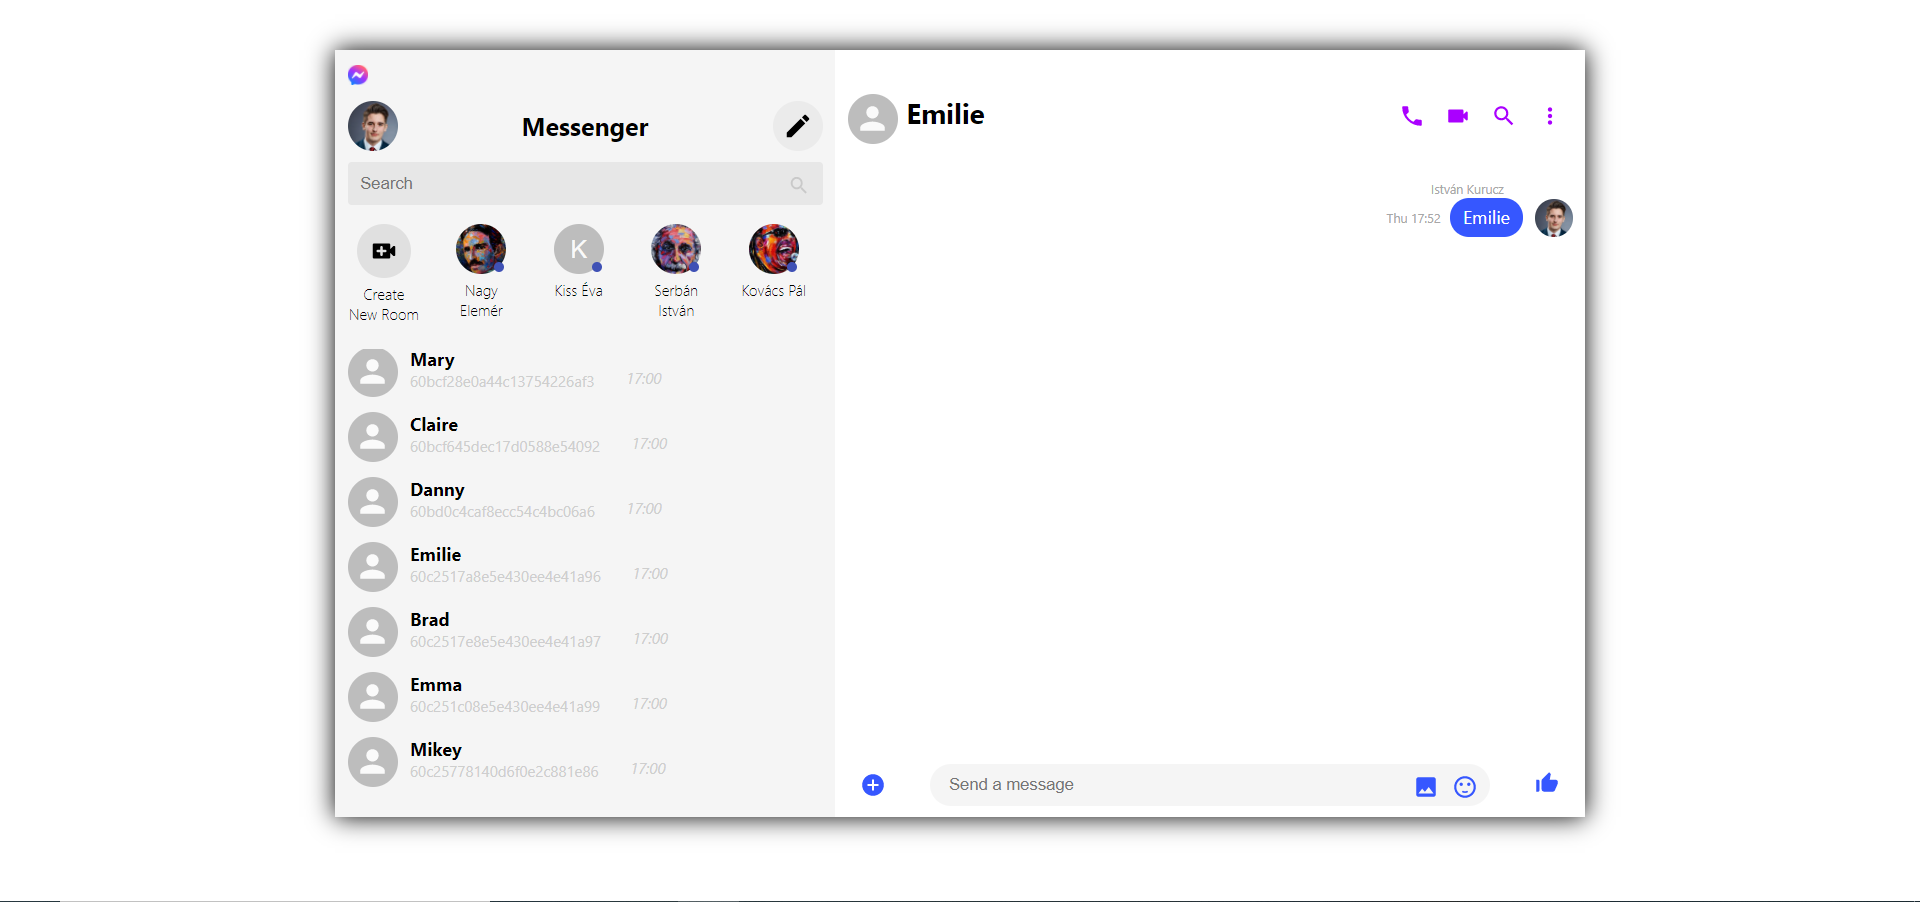 Messenger
Search
Create
New Room
Nagy
Elemér
K
Kiss Éva
Serbán
István
Kovács Pál
Mary
60bcf28e0a44c13754226af3
17:00
Claire
60bcf645dec17d0588e54092
17:00
Danny
60bd0c4caf8ecc54c4bc06a6
17:00
Emilie
60c2517a8e5e430ee4e41a96
17:00
Brad
60c2517e8e5e430ee4e41a97
17:00
Emma
60c251c08e5e430ee4e41a99
17:00
Mikey
60c25778140d6f0e2c881e86
17:00
Emilie
István Kurucz
Thu 17:52
Emilie
Send a message